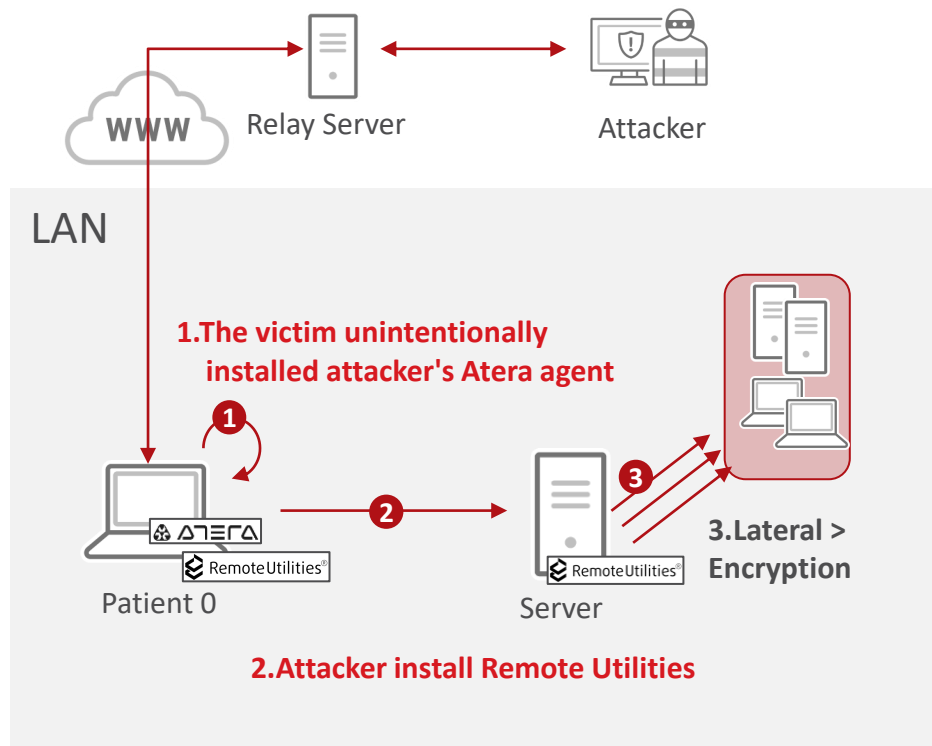 WWW
Relay Server
Attacker
LAN
1.The victim unintentionally
installed attacker's Atera agent
1
ATERA
RemoteUtilities®
Patient 0
2
RemoteUtilities®
Server
3
3.Lateral >
Encryption
2.Attacker install Remote Utilities